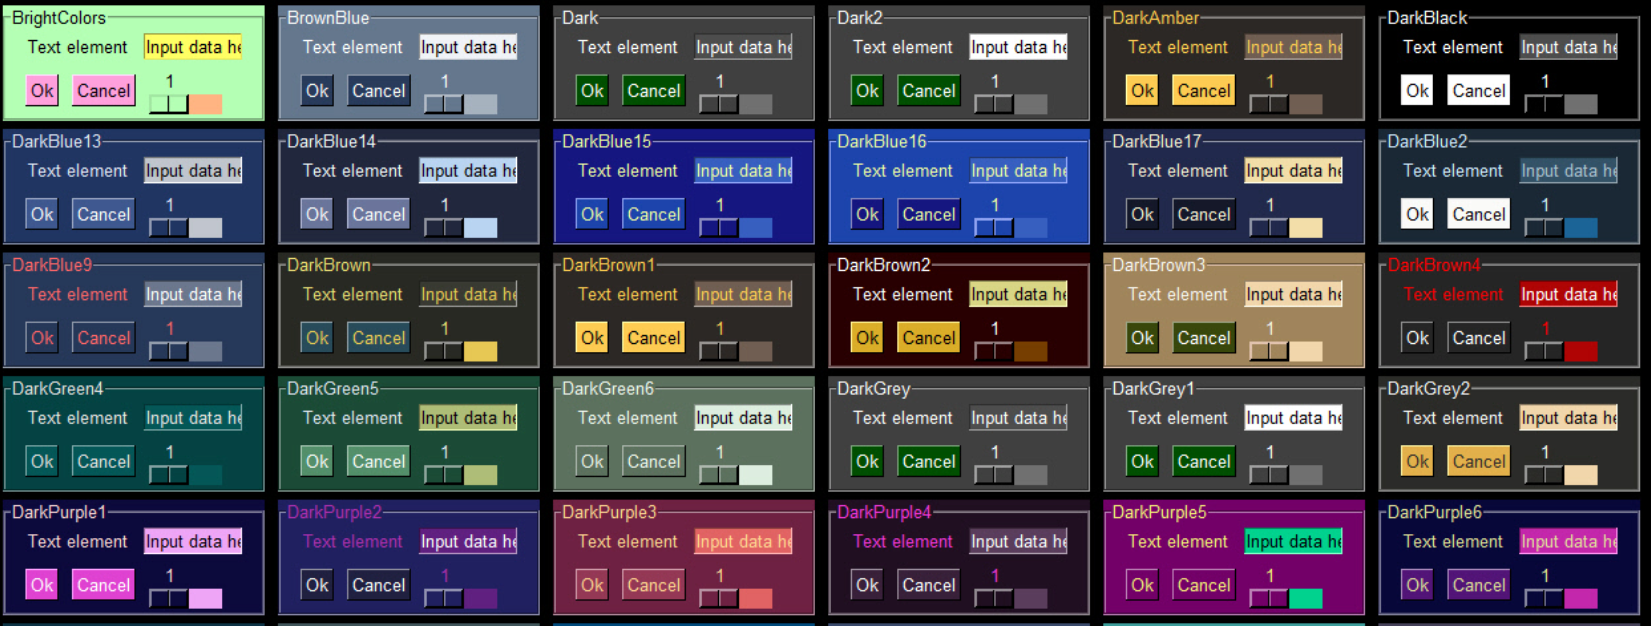 BrightColors BrownBlue Dark Dark2 DarkAmber DarkBlack
Text element Input data he Text element Input data he Text element Input data he Text element Input data he Text element Input data he Text element Input data he
1 1 1 1 1 1
Ok Cancel Ok Cancel Ok Cancel Ok Cancel Ok Cancel Ok Cancel
DarkBlue13 DarkBlue14 DarkBlue15 DarkBlue16 DarkBlue17 DarkBlue2
Text element Input data he Text element Input data he Text element Input data he Text element Input data he Text element Input data he Text element Input data he
1 1 1 1 1 1
Ok Cancel Ok Cancel Ok Cancel Ok Cancel Ok Cancel Ok Cancel
DarkBlue9 DarkBrown DarkBrown1 DarkBrown2 DarkBrown3 DarkBrown4
Text element Input data he Text element Input data he Text element Input data he Text element Input data he Text element Input data he Text element Input data he
1 1 1 1 1 1
Ok Cancel Ok Cancel Ok Cancel Ok Cancel Ok Cancel Ok Cancel
DarkGreen4 DarkGreen5 DarkGreen6 DarkGrey DarkGrey1 DarkGrey2
Text element Input data he Text element Input data he Text element Input data he Text element Input data he Text element Input data he Text element Input data he
1 1 1 1 1 1
Ok Cancel Ok Cancel Ok Cancel Ok Cancel Ok Cancel Ok Cancel
DarkPurple1 DarkPurple2 DarkPurple3 DarkPurple4 DarkPurple5 DarkPurple6
Text element Input data he Text element Input data he Text element Input data he Text element Input data he Text element Input data he Text element Input data he
1 1 1 1 1 1
Ok Cancel Ok Cancel Ok Cancel Ok Cancel Ok Cancel Ok Cancel